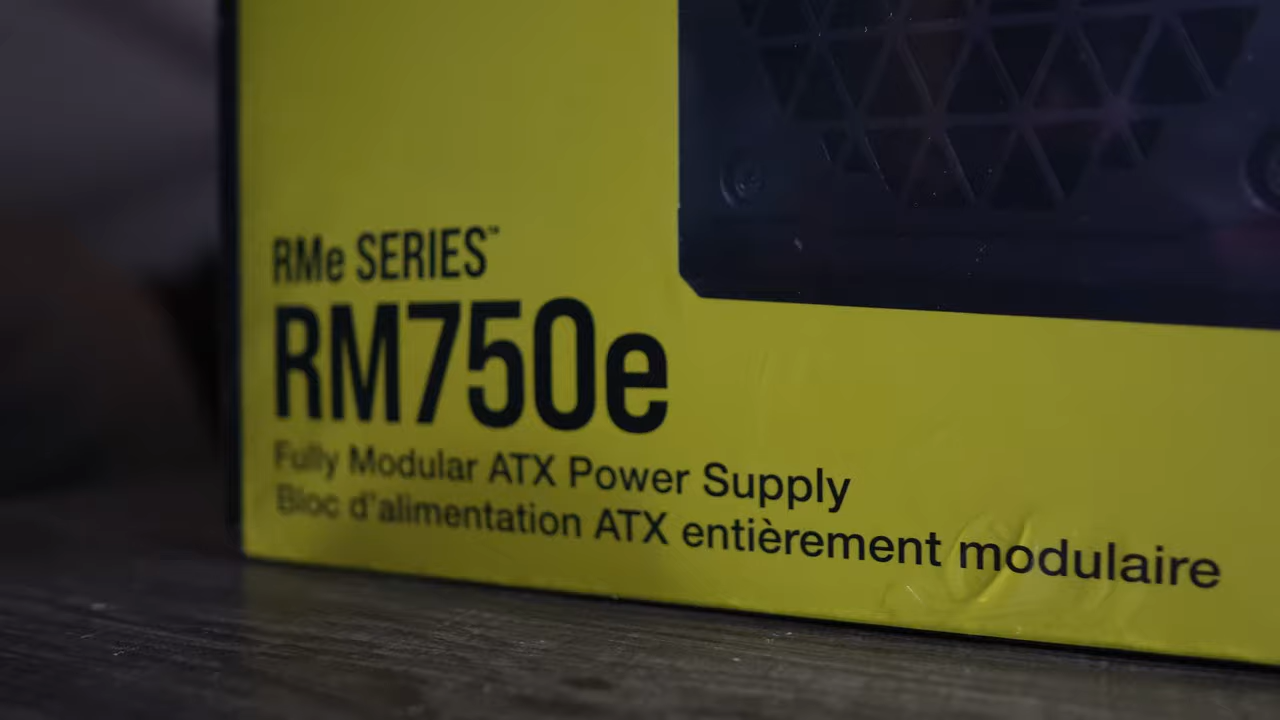 RMe SERIES™
RM750e
Fully Modular ATX Power Supply
Bloc d'alimentation ATX entièrement modulaire